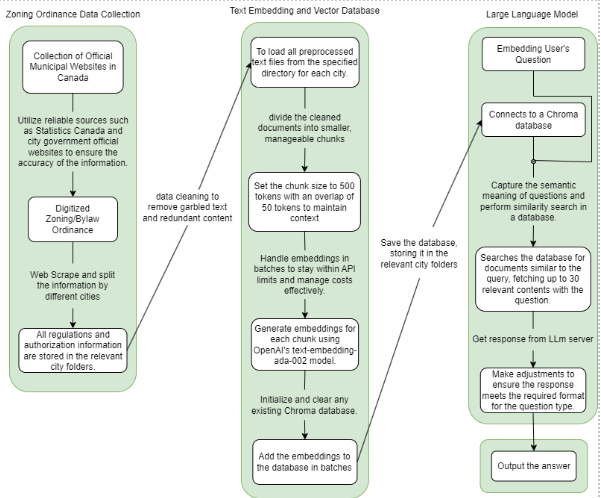 Zoning Ordinance Data Collection
Collection of Official
Municipal Websites in
Canada
Utilize reliable sources such
as Statistics Canada and
city government official
websites to ensure the
accuracy of the information.
Digitized
Zoning/Bylaw
Ordinance
Web Scrape and split
the information by
different cities
All regulations and
authorization information
are stored in the relevant
city folders.
data cleaning to
remove garbled text
and redundant content
Text Embedding and Vector Database
To load all preprocessed
text files from the specified
directory for each city.
divide the cleaned
documents into smaller,
manageable chunks
Set the chunk size to 500
tokens with an overlap of
50 tokens to maintain
context
Handle embeddings in
batches to stay within API
limits and manage costs
effectively.
Generate embeddings for
each chunk using
OpenAI's text-embedding-
ada-002 model.
Initialize and clear any
existing Chroma database.
Add the embeddings to
the database in batches
Save the database,
storing it in the
relevant city folders
Large Language Model
Embedding User's
Question
Connects to a Chroma
database
Capture the semantic
meaning of questions and
perform similarity search in
a database.
Searches the database for
documents similar to the
query, fetching up to 30
relevant contents with the
question.
Get response from LLm server
Make adjustments to
ensure the response
meets the required format
for the question type.
Output the answer